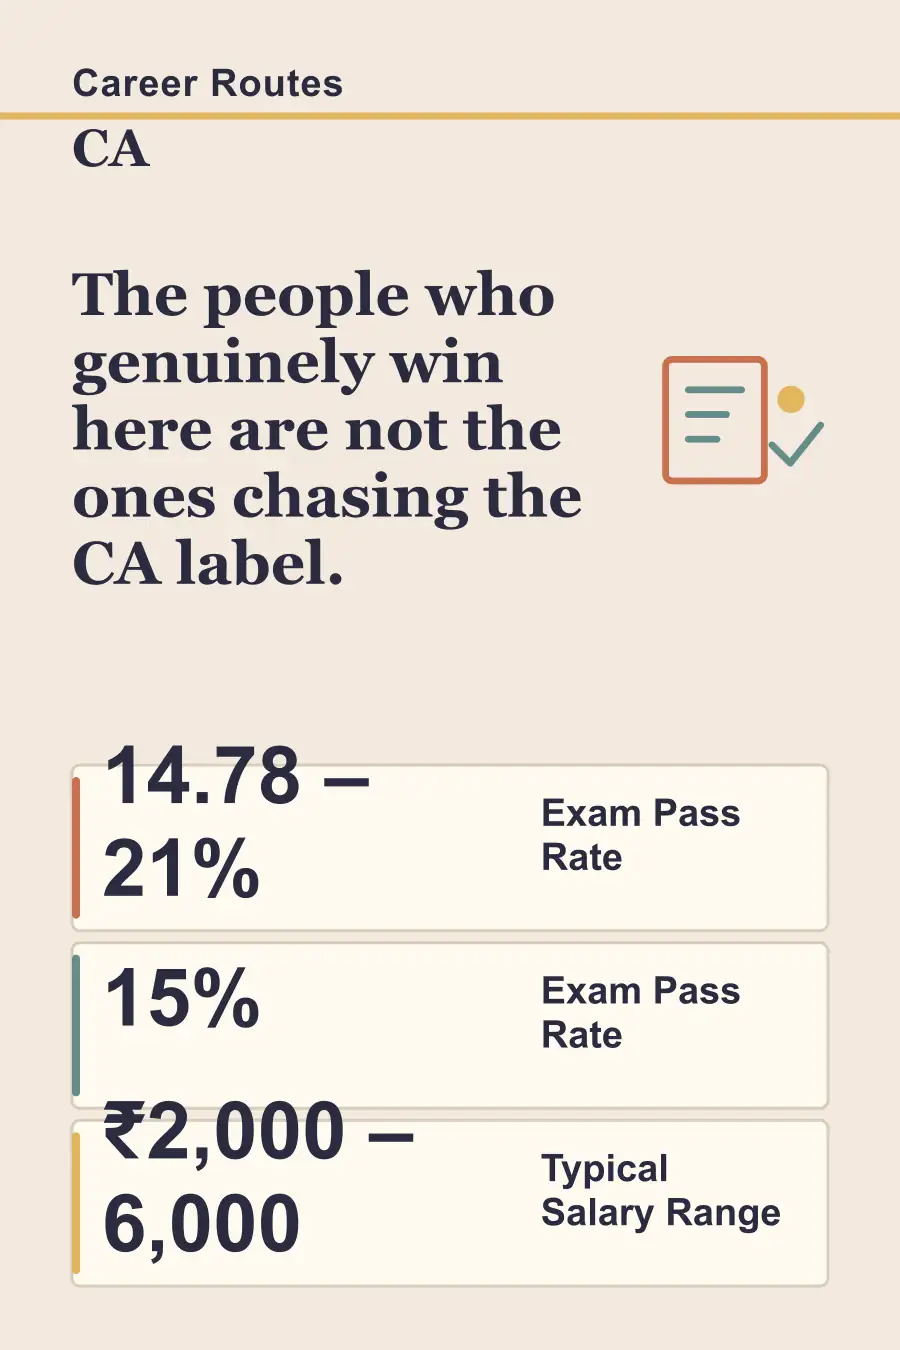 Career Routes
CA
The people who
genuinely win
here are not the
ones chasing the
CA label.
14.78 –
21%
Exam Pass
Rate
15%
Exam Pass
Rate
₹2,000 –
6,000
Typical
Salary Range